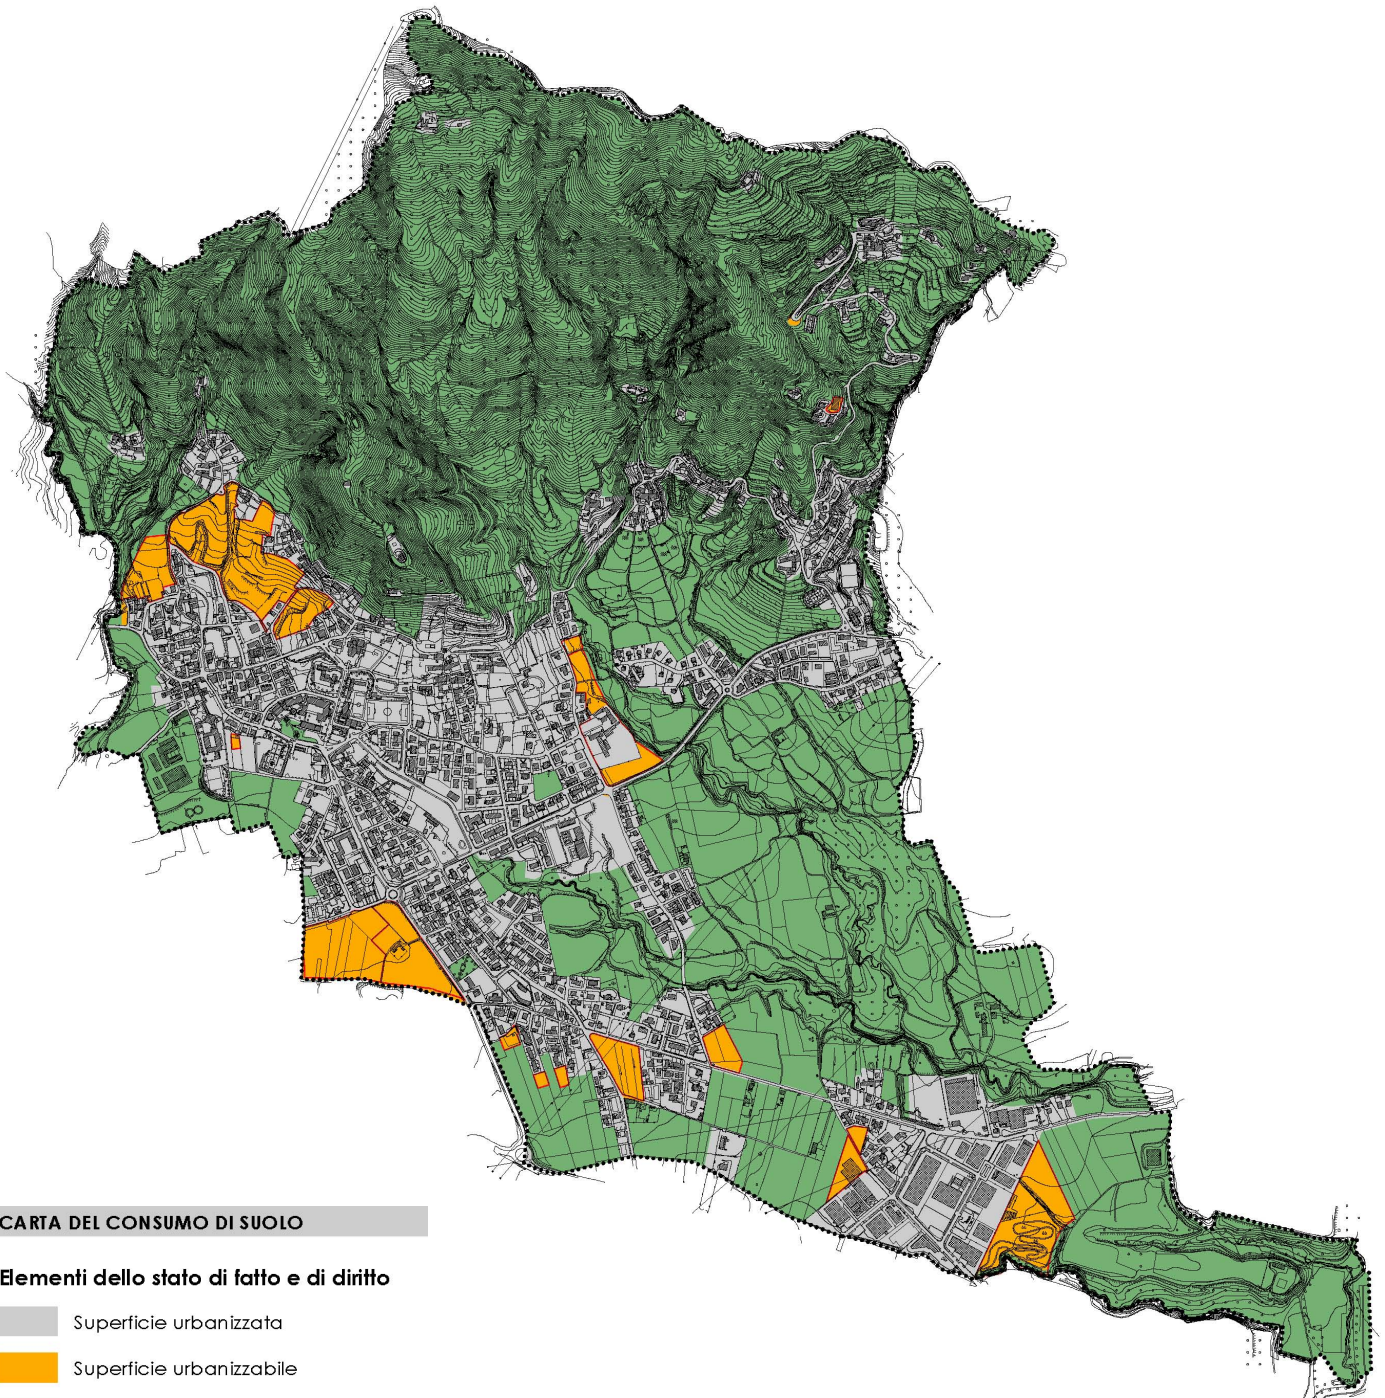 CARTA DEL CONSUMO DI SUOLO
Elementi dello stato di fatto e di diritto
Superficie urbanizzata
Superficie urbanizzabile